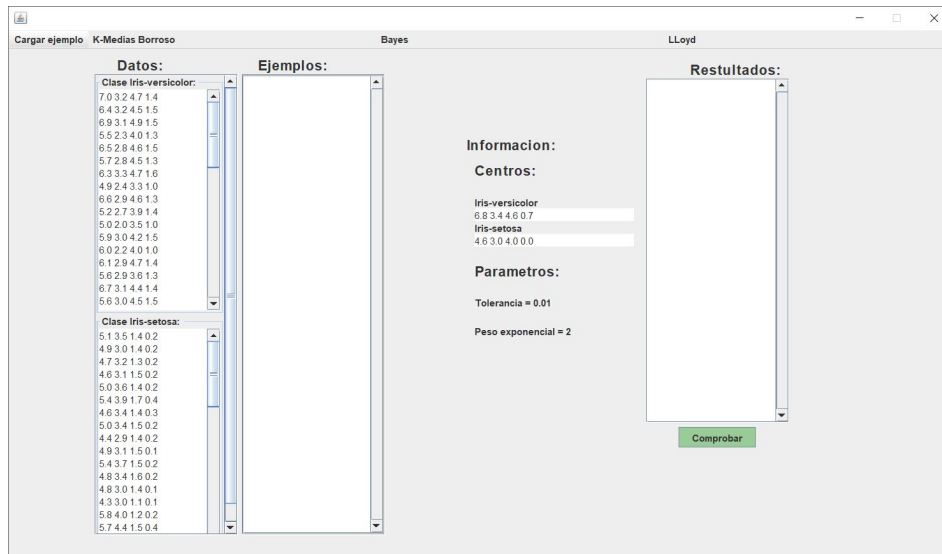 Cargar ejemplo K-Medias Borroso Bayes LLoyd
Datos:
Clase Iris-versicolor:
7.0 3.2 4.7 1.4
6.4 3.2 4.5 1.5
6.9 3.1 4.9 1.5
5.5 2.3 4.0 1.3
6.5 2.8 4.6 1.5
5.7 2.8 4.5 1.3
6.3 3.3 4.7 1.6
4.9 2.4 3.3 1.0
6.6 2.9 4.6 1.3
5.2 2.7 3.9 1.4
5.0 2.0 3.5 1.0
5.9 3.0 4.2 1.5
6.0 2.2 4.0 1.0
6.1 2.9 4.7 1.4
5.6 2.9 3.6 1.3
6.7 3.1 4.4 1.4
5.6 3.0 4.5 1.5
Clase Iris-setosa:
5.1 3.5 1.4 0.2
4.9 3.0 1.4 0.2
4.7 3.2 1.3 0.2
4.6 3.1 1.5 0.2
5.0 3.6 1.4 0.2
5.4 3.9 1.7 0.4
4.6 3.4 1.4 0.3
5.0 3.4 1.5 0.2
4.4 2.9 1.4 0.2
4.9 3.1 1.5 0.1
5.4 3.7 1.5 0.2
4.8 3.4 1.6 0.2
4.8 3.0 1.4 0.1
4.3 3.0 1.1 0.1
5.8 4.0 1.2 0.2
5.7 4.4 1.5 0.4
Ejemplos:
Informacion:
Centros:
Iris-versicolor
6.8 3.4 4.6 0.7
Iris-setosa
4.6 3.0 4.0 0.0
Parametros:
Tolerancia = 0.01
Peso exponencial = 2
Restultados:
Comprobar